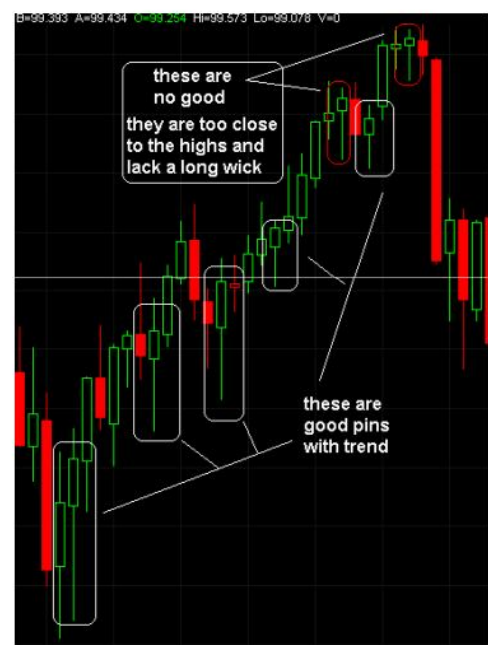 B=99.393 A=99.434 O=99.254 Hi=99.573 Lo=99.078 V=0
these are
no good
they are too close
to the highs and
lack a long wick
these are
good pins
with trend